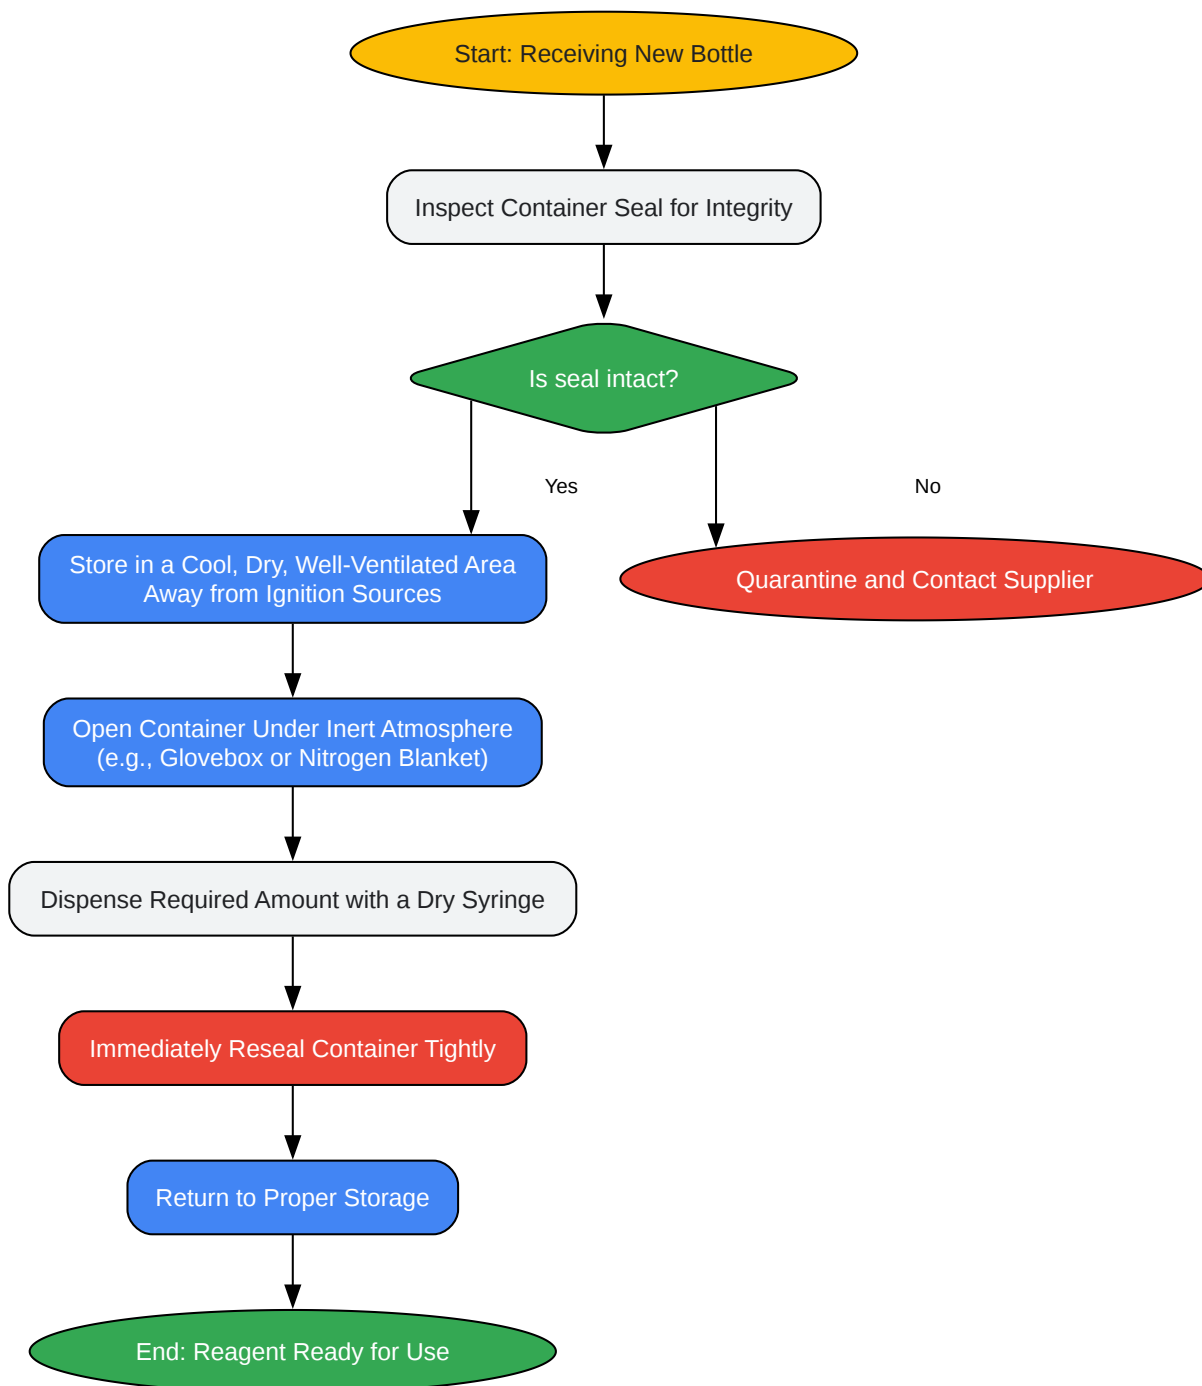 Start: Receiving New Bottle
Inspect Container Seal for Integrity
Is seal intact?
Yes
No
Store in a Cool, Dry, Well-Ventilated Area
Away from Ignition Sources
Quarantine and Contact Supplier
Open Container Under Inert Atmosphere
(e.g., Glovebox or Nitrogen Blanket)
Dispense Required Amount with a Dry Syringe
Immediately Reseal Container Tightly
Return to Proper Storage
End: Reagent Ready for Use